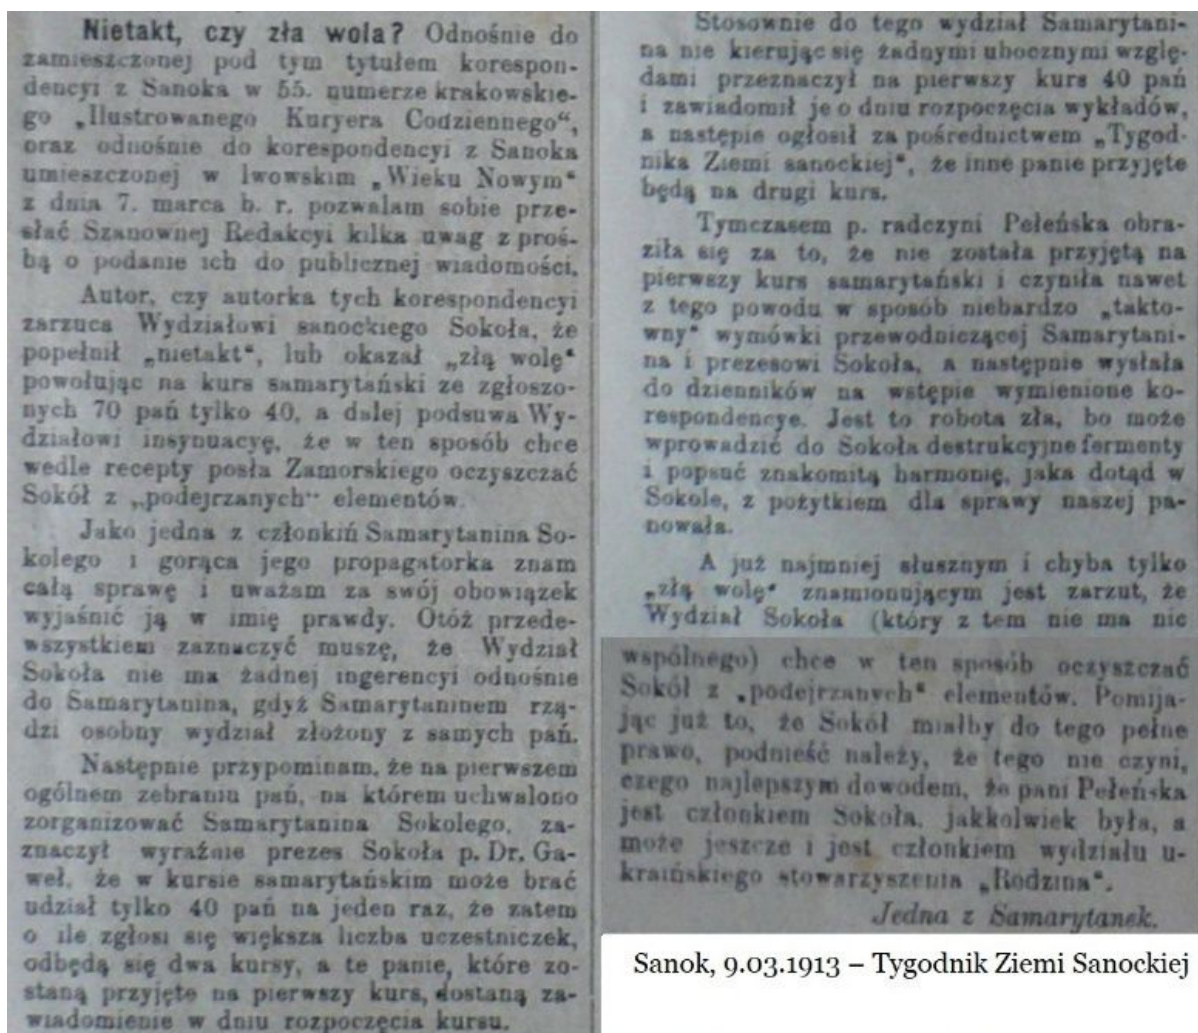 Nietakt, czy zła wola? Odnośnie do
zamieszczonej pod tym tytułem korespon-
dencyi z Sanoka w 55. numerze krakowskie-
go „Ilustrowanego Kuryera Codziennego“,
oraz odnośnie do korespondencyi z Sanoka
umieszczonej w lwowskim „Wieku Nowym“
z dnia 7. marca b. r. pozwalam sobie prze-
słać Szanownej Redakcyi kilka uwag z proś-
bą o podanie ich do publicznej wiadomości.
Autor, czy autorka tych korespondencyi
zarzuca Wydziałowi sanockiego Sokoła, że
popełnił „nietakt“, lub okazał „złą wolę“
powołując na kurs samarytański ze zgłoszo-
nych 70 pań tylko 40, a dalej podsuwa Wy-
działowi insynuacyę, że w ten sposób chce
wedle recepty posła Zamorskiego oczyszczać
Sokół z „podejrzanych“ elementów.
Jako jedna z członkiń Samarytanina So-
kolego i gorąca jego propagatorka znam
całą sprawę i uważam za swój obowiązek
wyjaśnić ją w imię prawdy. Otóż przede-
wszystkiem zaznaczyć muszę, że Wydział
Sokoła nie ma żadnej ingerencyi odnośnie
do Samarytanina, gdyż Samarytaninem rzą-
dzi osobny wydział złożony z samych pań.
Następnie przypominam, że na pierwszem
ogólnem zebraniu pań, na którem uchwalono
zorganizować Samarytanina Sokolego, za-
znaczył wyraźnie prezes Sokoła p. Dr. Ga-
weł, że w kursie samarytańskim może brać
udział tylko 40 pań na jeden raz, że zatem
o ile zgłosi się większa liczba uczestniczek,
odbędą się dwa kursy, a te panie, które zo-
staną przyjęte na pierwszy kurs, dostaną za-
wiadomienie w dniu rozpoczęcia kursu.
Stosownie do tego wydział Samarytani-
na nie kierując się żadnymi ubocznymi wzglę-
dami przeznaczył na pierwszy kurs 40 pań
i zawiadomił je o dniu rozpoczęcia wykładów,
a następie ogłosił za pośrednictwem „Tygod-
nika Ziemi sanockiej“, że inne panie przyjęte
będą na drugi kurs.
Tymczasem p. radczyni Pełeńska obra-
ziła się za to, że nie została przyjętą na
pierwszy kurs samarytański i czyniła nawet
z tego powodu w sposób niebardzo „takto-
wny“ wymówki przewodniczącej Samarytani-
na i prezesowi Sokoła, a następnie wysłała
do dzienników na wstępie wymienione ko-
respondencye. Jest to robota zła, bo może
wprowadzić do Sokoła destrukcyjne fermenty
i popsuć znakomitą harmonię, jaka dotąd w
Sokole, z pożytkiem dla sprawy naszej pa-
nowała.
A już najmniej słusznym i chyba tylko
„złą wolę“ znamionującym jest zarzut, że
Wydział Sokoła (który z tem nie ma nic
wspólnego) chce w ten sposób oczyszczać
Sokół z „podejrzanych“ elementów. Pomija-
jąc już to, że Sokół miałby do tego pełne
prawo, podnieść należy, że tego nie czyni,
czego najlepszym dowodem, że pani Pełeńska
jest członkiem Sokoła, jakkolwiek była, a
może jeszcze i jest członkiem wydziału u-
kraińskiego stowarzyszenia „Rodzina“.
Jedna z Samarytanek.
Sanok, 9.03.1913 – Tygodnik Ziemi Sanockiej